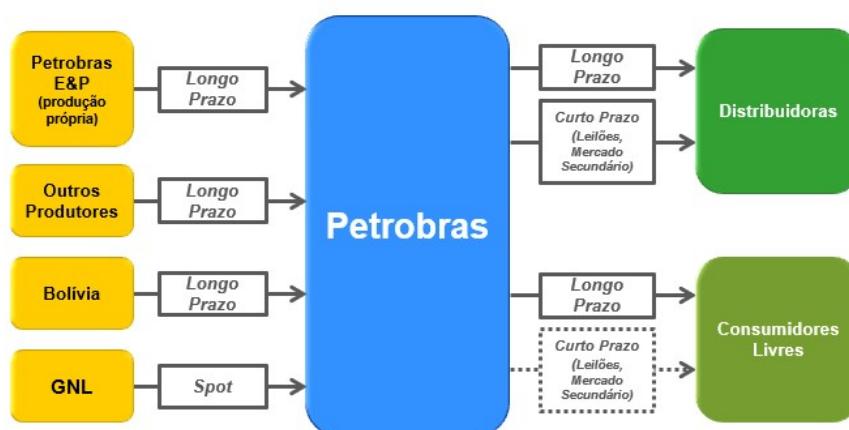 Petrobras
E&P
(produção
própria)
Longo
Prazo
Outros
Produtores
Longo
Prazo
Bolívia
Longo
Prazo
GNL
Spot
Petrobras
Longo
Prazo
Curto Prazo
(Leilões,
Mercado
Secundário)
Distribuidoras
Longo
Prazo
Curto Prazo
(Leilões,
Mercado
Secundário)
Consumidores
Livres